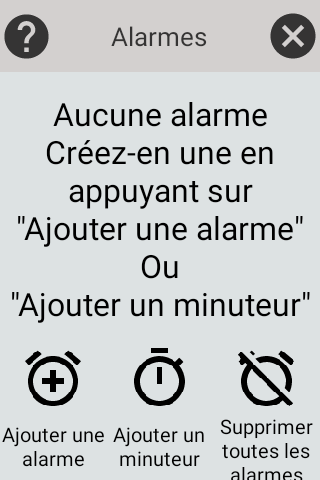 ?
Alarmes
Aucune alarme
Créez-en une en
appuyant sur
"Ajouter une alarme"
Ou
"Ajouter un minuteur"
Ajouter une
alarme
Ajouter un
minuteur
Supprimer
toutes les
alarmes